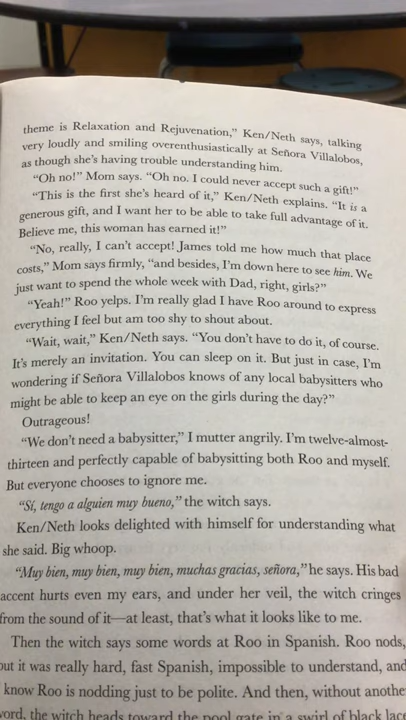 theme is Relaxation and Rejuvenation,” Ken/Neth says, talking
very loudly and smiling overenthusiastically at Señora Villalobos,
as though she’s having trouble understanding him.
“Oh no!” Mom says. “Oh no. I could never accept such a gift!”
“This is the first she’s heard of it,” Ken/Neth explains. “It is a
generous gift, and I want her to be able to take full advantage of it.
Believe me, this woman has earned it!”
“No, really, I can’t accept! James told me how much that place
costs,” Mom says firmly, “and besides, I’m down here to see him. We
just want to spend the whole week with Dad, right, girls?”
“Yeah!” Roo yelps. I’m really glad I have Roo around to express
everything I feel but am too shy to shout about.
“Wait, wait,” Ken/Neth says. “You don’t have to do it, of course.
It’s merely an invitation. You can sleep on it. But just in case, I’m
wondering if Señora Villalobos knows of any local babysitters who
might be able to keep an eye on the girls during the day?”
Outrageous!
“We don’t need a babysitter,” I mutter angrily. I’m twelve-almost-
thirteen and perfectly capable of babysitting both Roo and myself.
But everyone chooses to ignore me.
“Sí, tengo a alguien muy bueno,” the witch says.
Ken/Neth looks delighted with himself for understanding what
she said. Big whoop.
“Muy bien, muy bien, muy bien, muchas gracias, señora,” he says. His bad
accent hurts even my ears, and under her veil, the witch cringes
from the sound of it—at least, that’s what it looks like to me.
Then the witch says some words at Roo in Spanish. Roo nods,
but it was really hard, fast Spanish, impossible to understand, and
know Roo is nodding just to be polite. And then, without anothe
word, the witch heads toward the pool gate in a swirl of black lace